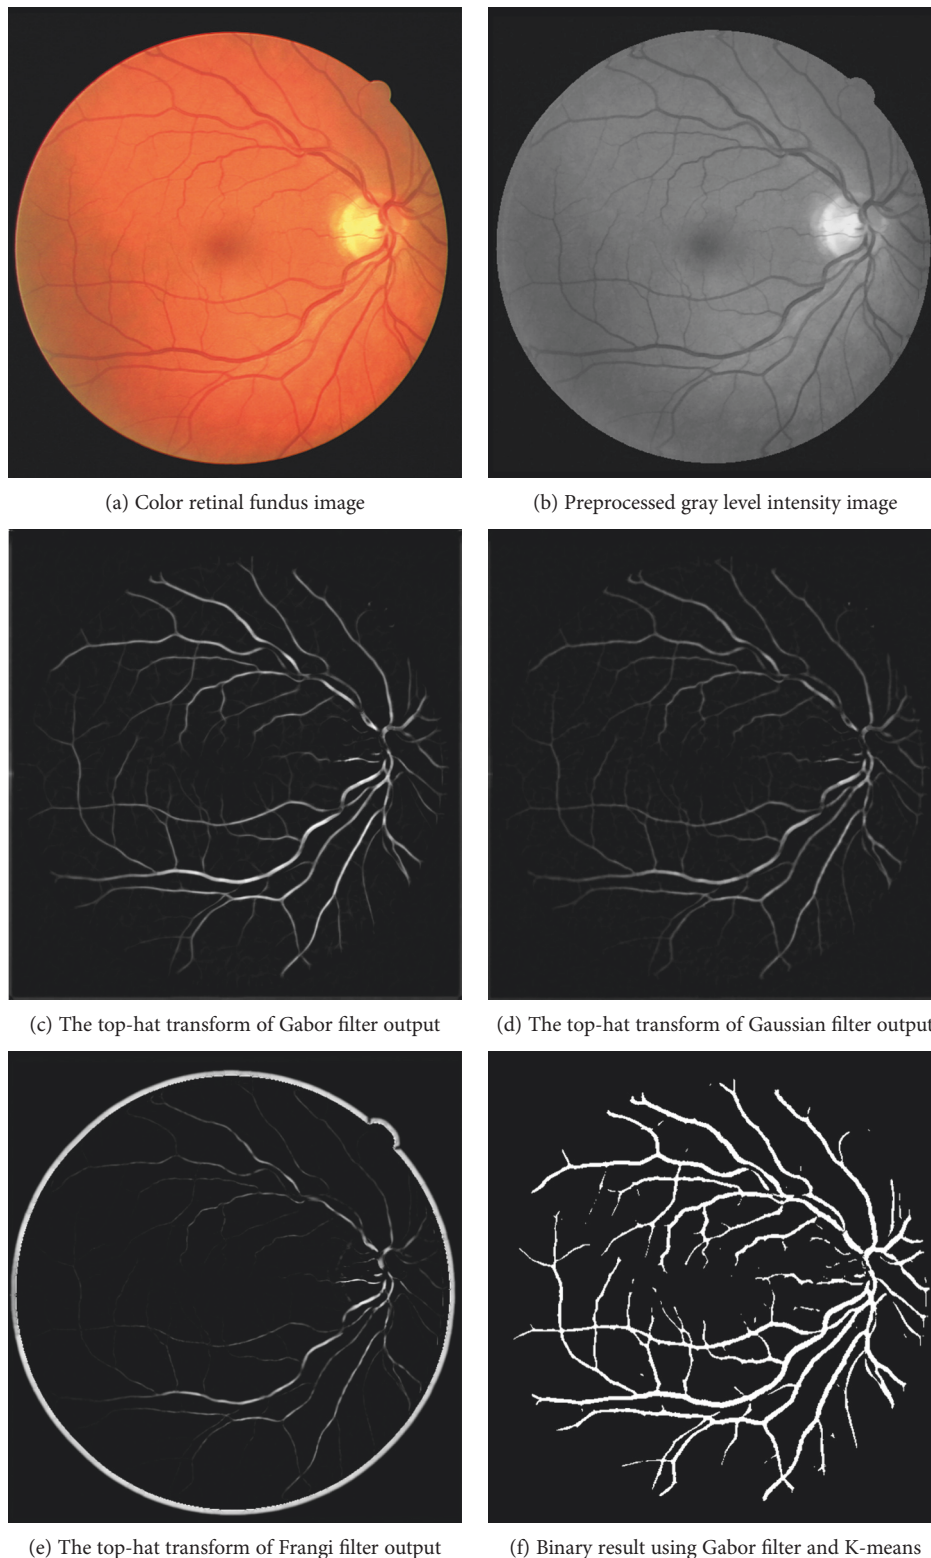 (a) Color retinal fundus image
(b) Preprocessed gray level intensity image
(c) The top-hat transform of Gabor filter output
(d) The top-hat transform of Gaussian filter output
(e) The top-hat transform of Frangi filter output
(f) Binary result using Gabor filter and K-means